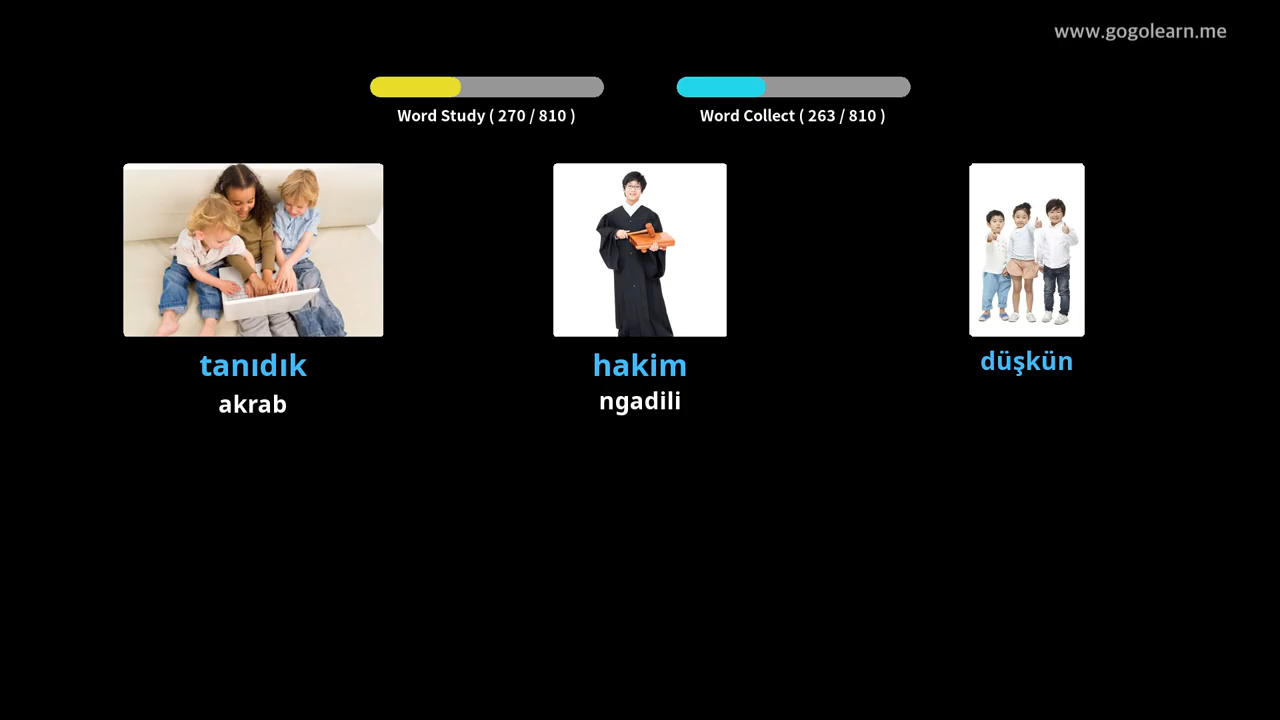 www.gogolearn.me
Word Study ( 270 / 810 )
Word Collect ( 263 / 810 )
tanıdık
akrab
hakim
ngadili
düşkün